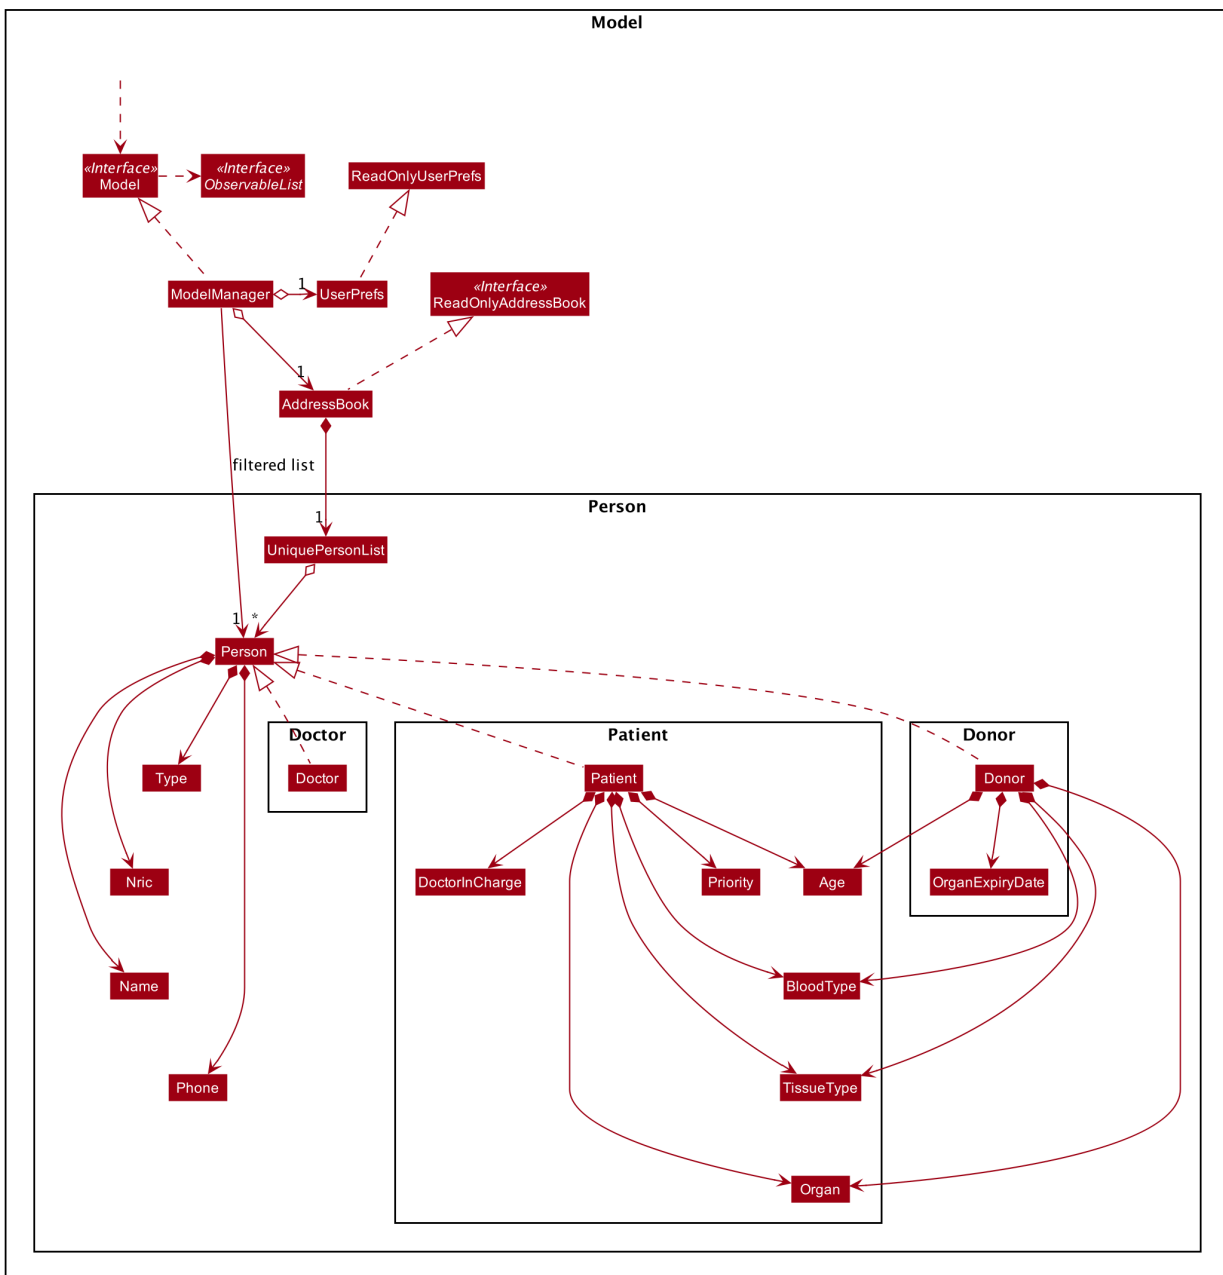 Model
«Interface»
Model
«Interface»
ObservableList
ReadOnlyUserPrefs
ModelManager
1
UserPrefs
«Interface»
ReadOnlyAddressBook
1
AddressBook
filtered list
Person
1
UniquePersonList
1
*
Person
Doctor
Patient
Donor
Type
Doctor
Patient
Donor
Nric
DoctorInCharge
Priority
Age
OrganExpiryDate
Name
BloodType
Phone
TissueType
Organ